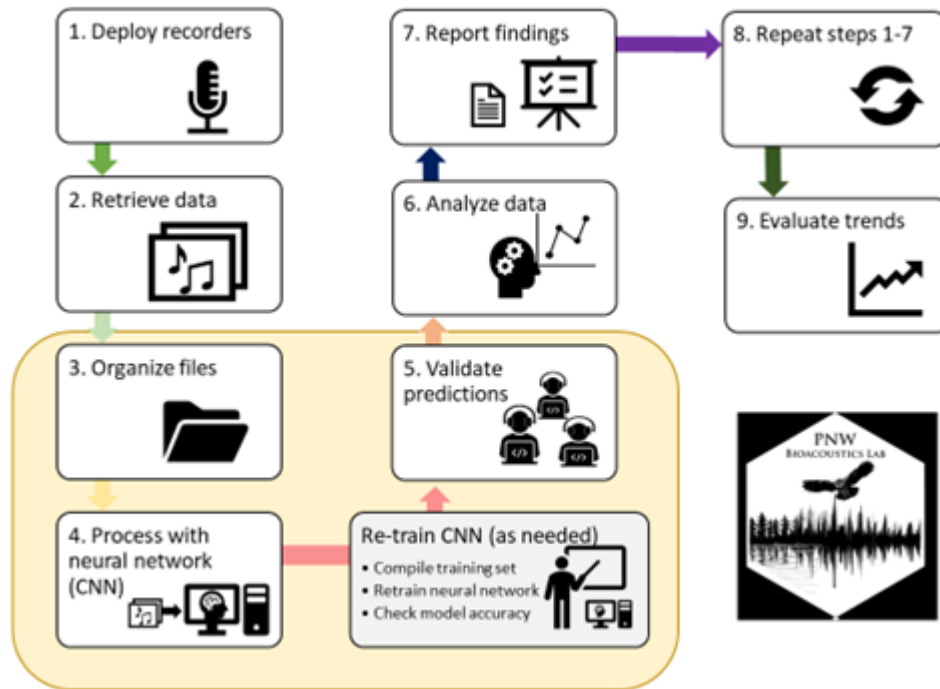 1. Deploy recorders
2. Retrieve data
3. Organize files
4. Process with
neural network
(CNN)
Re-train CNN (as needed)
• Compile training set
• Retrain neural network
• Check model accuracy
5. Validate
predictions
6. Analyze data
7. Report findings
8. Repeat steps 1-7
9. Evaluate trends
PNW
BIOACOUSTICS LAB